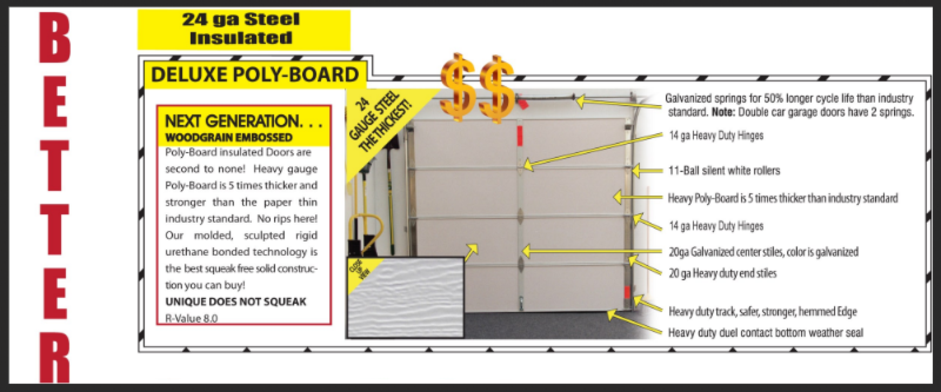 BETTER
24 ga Steel
Insulated
DELUXE POLY-BOARD
$$
24
GAUGE STEEL
THE THICKEST!
NEXT GENERATION. . .
WOODGRAIN EMBOSSED
Poly-Board insulated Doors are
second to none! Heavy gauge
Poly-Board is 5 times thicker and
stronger than the paper thin
industry standard. No rips here!
Our molded, sculpted rigid
urethane bonded technology is
the best squeak free solid construc-
tion you can buy!
UNIQUE DOES NOT SQUEAK
R-Value 8.0
CLOSE
UP
VIEW
Galvanized springs for 50% longer cycle life than industry
standard. Note: Double car garage doors have 2 springs.
14 ga Heavy Duty Hinges
11-Ball silent white rollers
Heavy Poly-Board is 5 times thicker than industry standard
14 ga Heavy Duty Hinges
20ga Galvanized center stiles, color is galvanized
20 ga Heavy duty end stiles
Heavy duty track, safer, stronger, hemmed Edge
Heavy duty duel contact bottom weather seal